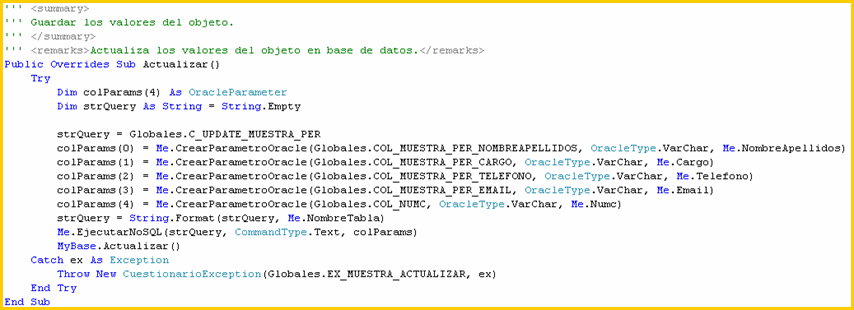 ''' <summary>
''' Guardar los valores del objeto.
''' </summary>
''' <remarks>Actualiza los valores del objeto en base de datos.</remarks>
Public Overrides Sub Actualizar()
Try
Dim colParams(4) As OracleParameter
Dim strQuery As String = String.Empty
strQuery = Globales.C_UPDATE_MUESTRA_PER
colParams(0) = Me.CrearParametroOracle(Globales.COL_MUESTRA_PER_NOMBREAPELLIDOS, OracleType.VarChar, Me.NombreApellidos)
colParams(1) = Me.CrearParametroOracle(Globales.COL_MUESTRA_PER_CARGO, OracleType.VarChar, Me.Cargo)
colParams(2) = Me.CrearParametroOracle(Globales.COL_MUESTRA_PER_TELEFONO, OracleType.VarChar, Me.Telefono)
colParams(3) = Me.CrearParametroOracle(Globales.COL_MUESTRA_PER_EMAIL, OracleType.VarChar, Me.Email)
colParams(4) = Me.CrearParametroOracle(Globales.COL_NUMC, OracleType.VarChar, Me.Numc)
strQuery = String.Format(strQuery, Me.NombreTabla)
Me.EjecutarNoSQL(strQuery, CommandType.Text, colParams)
MyBase.Actualizar()
Catch ex As Exception
Throw New CuestionarioException(Globales.EX_MUESTRA_ACTUALIZAR, ex)
End Try
End Sub